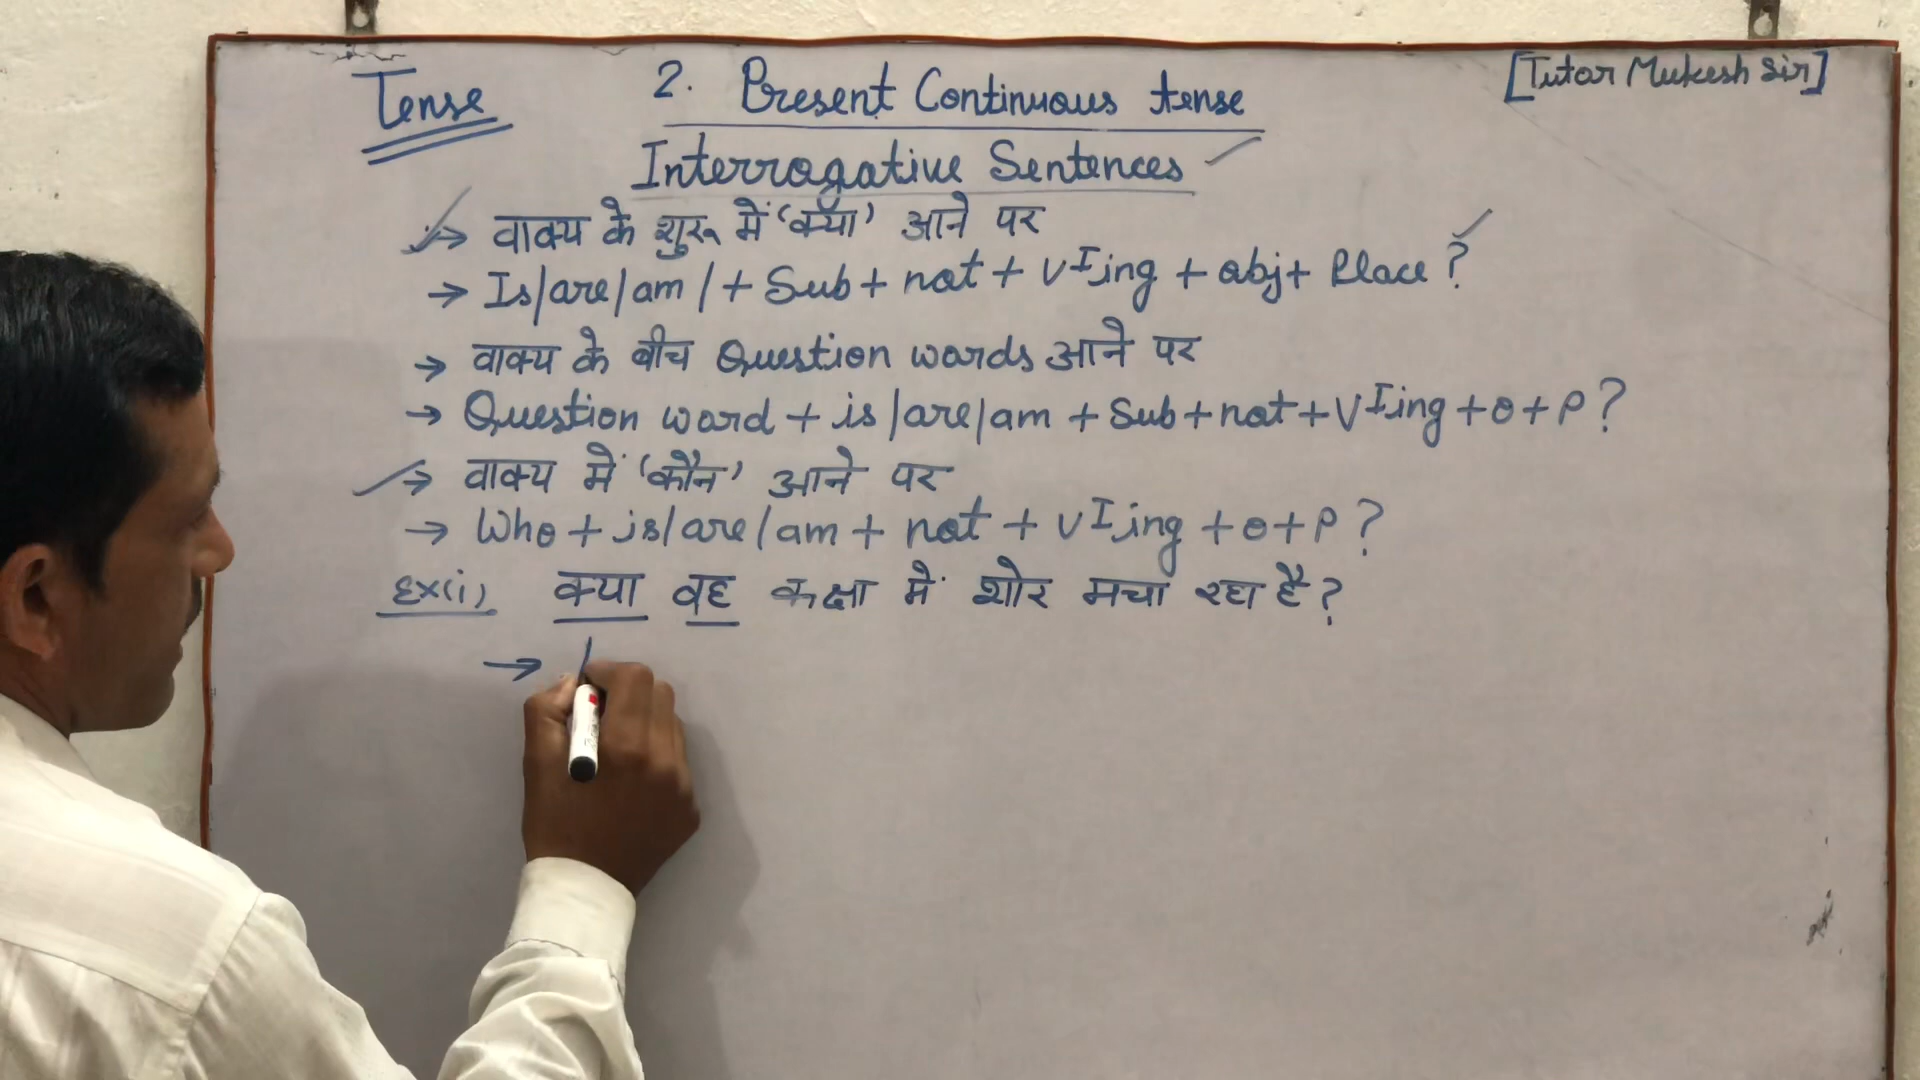 Tense 2. Present Continuous tense [Tutor Mukesh Sir]
Interrogative Sentences
→ वाक्य के शुरू में 'क्या' आने पर
→ Is/are/am/+ Sub + not + VIing + obj + Place?
→ वाक्य के बीच Question words आने पर
→ Question word + is/are/am + Sub + not + VIing + O + P?
→ वाक्य में 'कौन' आने पर
→ Who + is/are/am + not + VIing + O + P?
Ex(i) क्या वह कक्षा में शोर मचा रहा है?
→